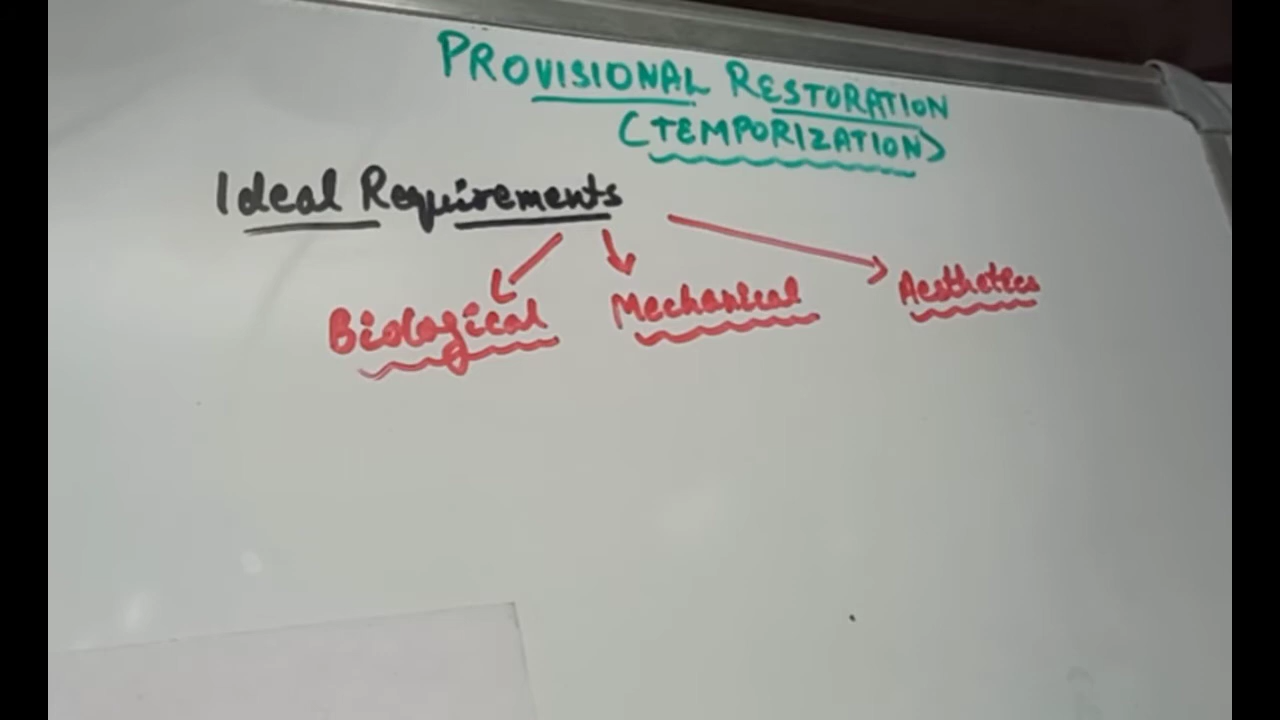 PROVISIONAL RESTORATION
(TEMPORIZATION)
Ideal Requirements
Biological Mechanical Aesthetics